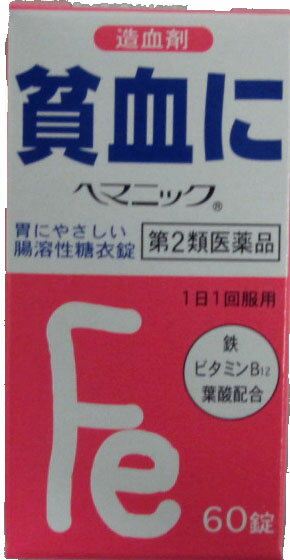 造血剤
貧血に
ヘマニック®
胃にやさしい
腸溶性糖衣錠
第2類医薬品
1日1回服用
鉄
ビタミンB12
葉酸配合
Fe
60錠